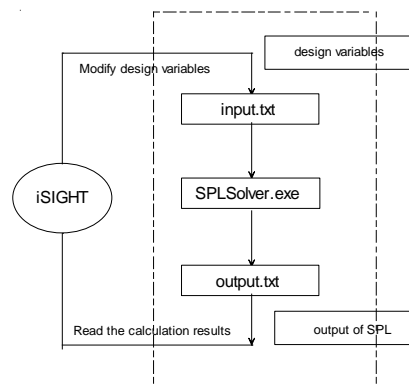 design variables
Modify design variables
input.txt
iSIGHT
SPLSolver.exe
output.txt
Read the calculation results
output of SPL